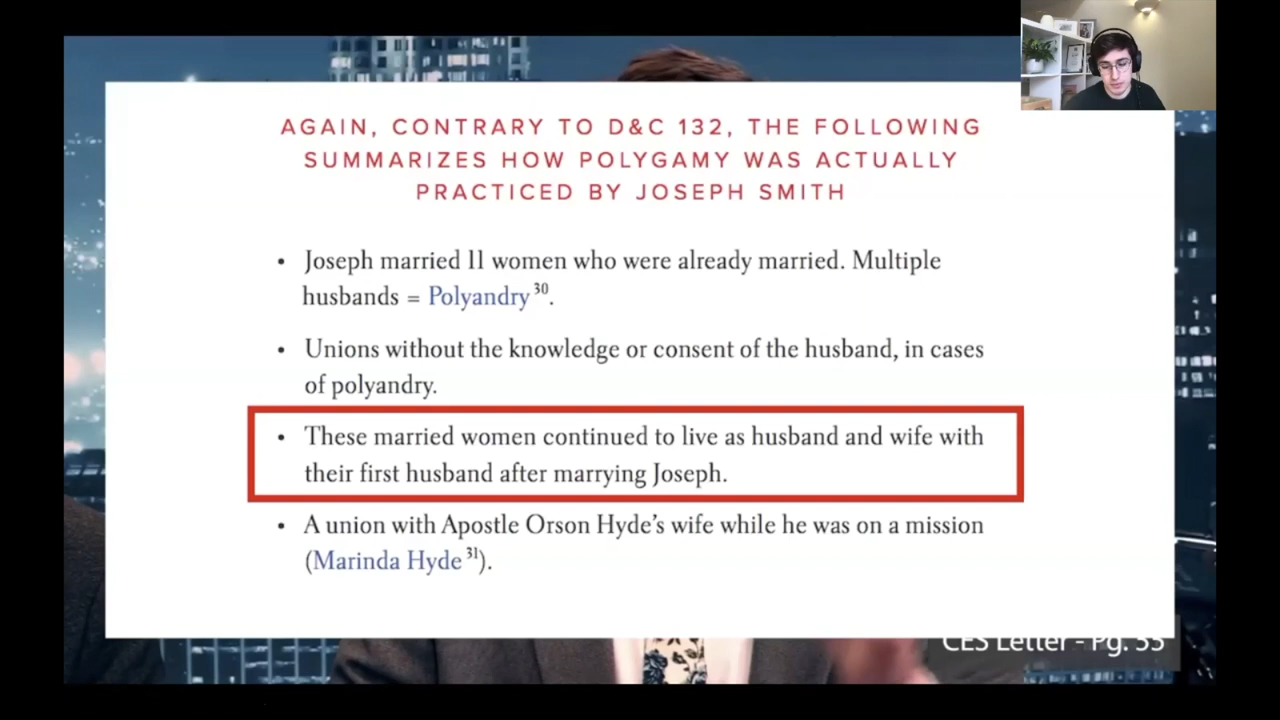 AGAIN, CONTRARY TO D&C 132, THE FOLLOWING
SUMMARIZES HOW POLYGAMY WAS ACTUALLY
PRACTICED BY JOSEPH SMITH
• Joseph married 11 women who were already married. Multiple
husbands = Polyandry 30.
• Unions without the knowledge or consent of the husband, in cases
of polyandry.
• These married women continued to live as husband and wife with
their first husband after marrying Joseph.
• A union with Apostle Orson Hyde's wife while he was on a mission
(Marinda Hyde 31).
CES Letter - Pg. 55